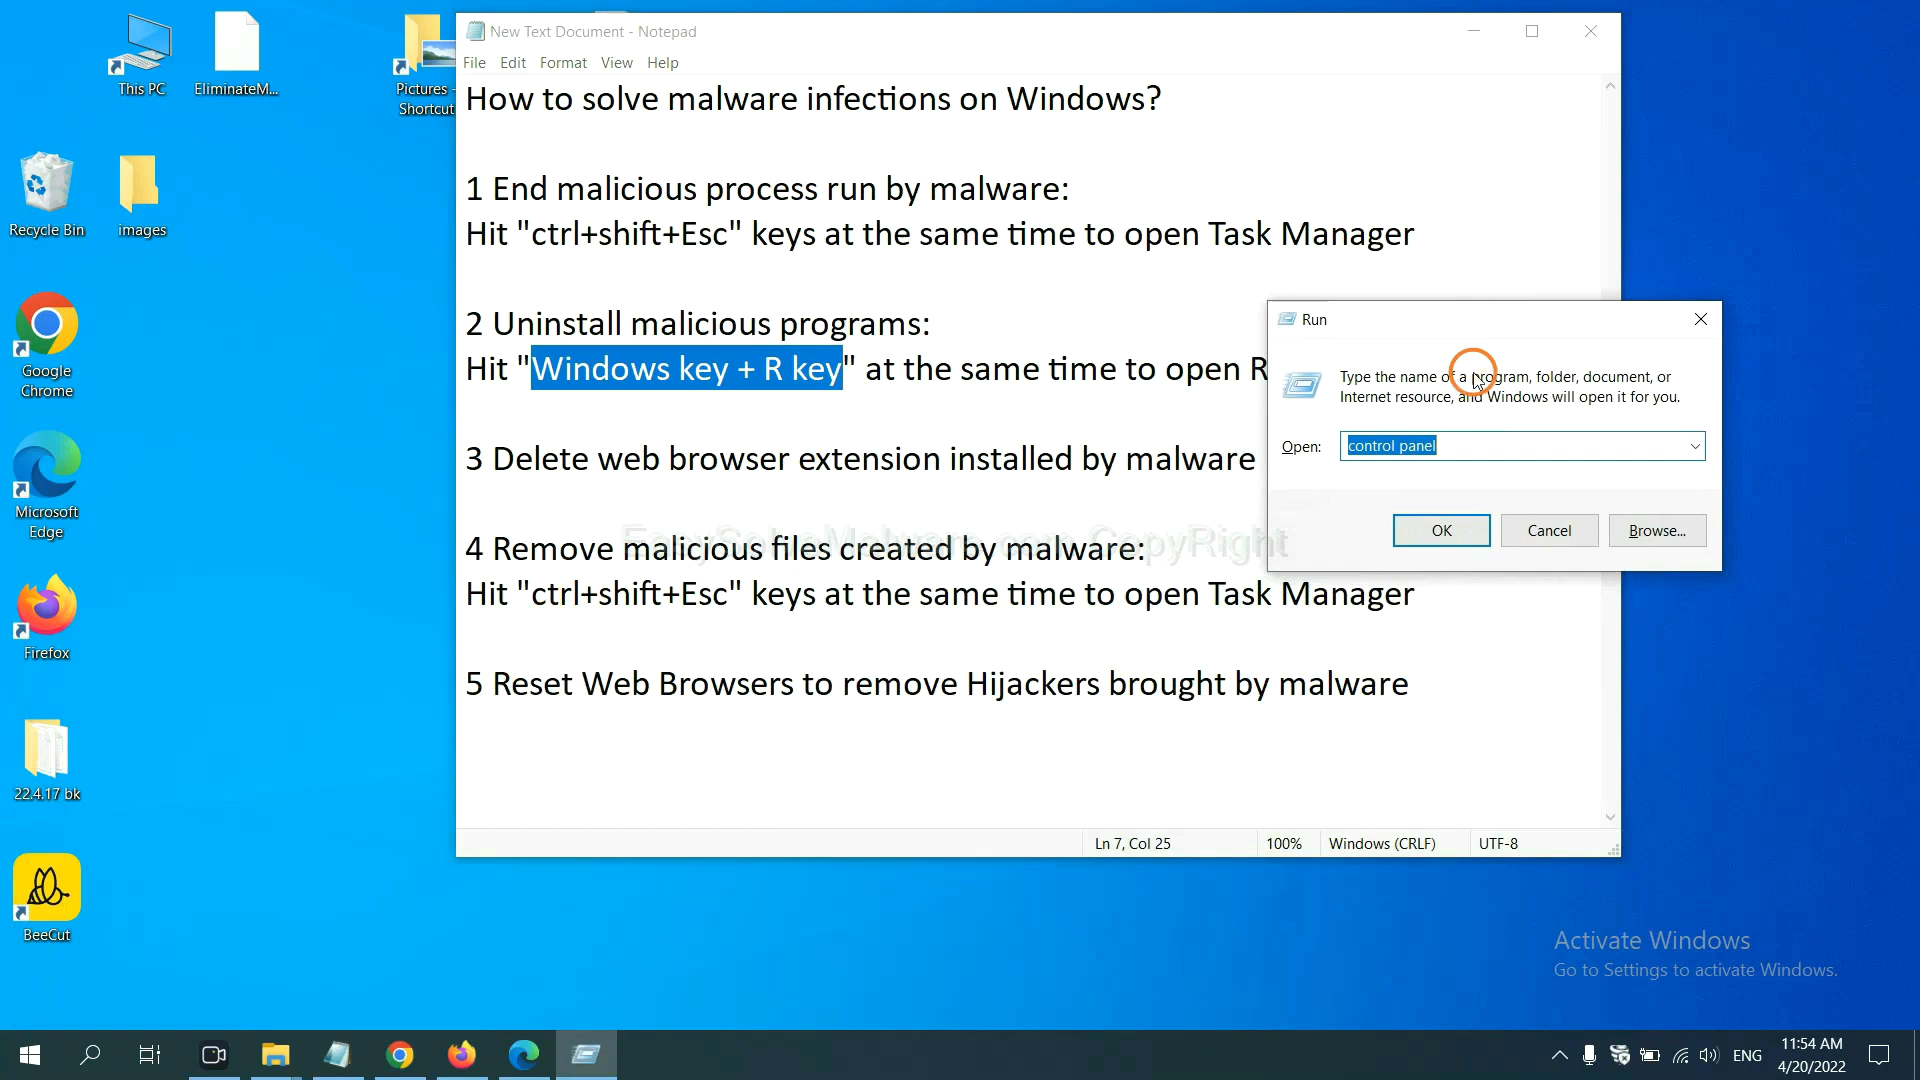 This PC
EliminateM...
Pictures -
Shortcut
Recycle Bin
images
Google
Chrome
Microsoft
Edge
Firefox
22.4.17 bk
BeeCut
New Text Document - Notepad
File Edit Format View Help
How to solve malware infections on Windows?
1 End malicious process run by malware:
Hit "ctrl+shift+Esc" keys at the same time to open Task Manager
2 Uninstall malicious programs:
Hit "Windows key + R key" at the same time to open R
3 Delete web browser extension installed by malware
4 Remove malicious files created by malware:
Hit "ctrl+shift+Esc" keys at the same time to open Task Manager
5 Reset Web Browsers to remove Hijackers brought by malware
EasySolveMalware.com CopyRight
Ln 7, Col 25 100% Windows (CRLF) UTF-8
Run
Type the name of a program, folder, document, or
Internet resource, and Windows will open it for you.
Open: control panel
OK Cancel Browse...
Activate Windows
Go to Settings to activate Windows.
ENG
11:54 AM
4/20/2022